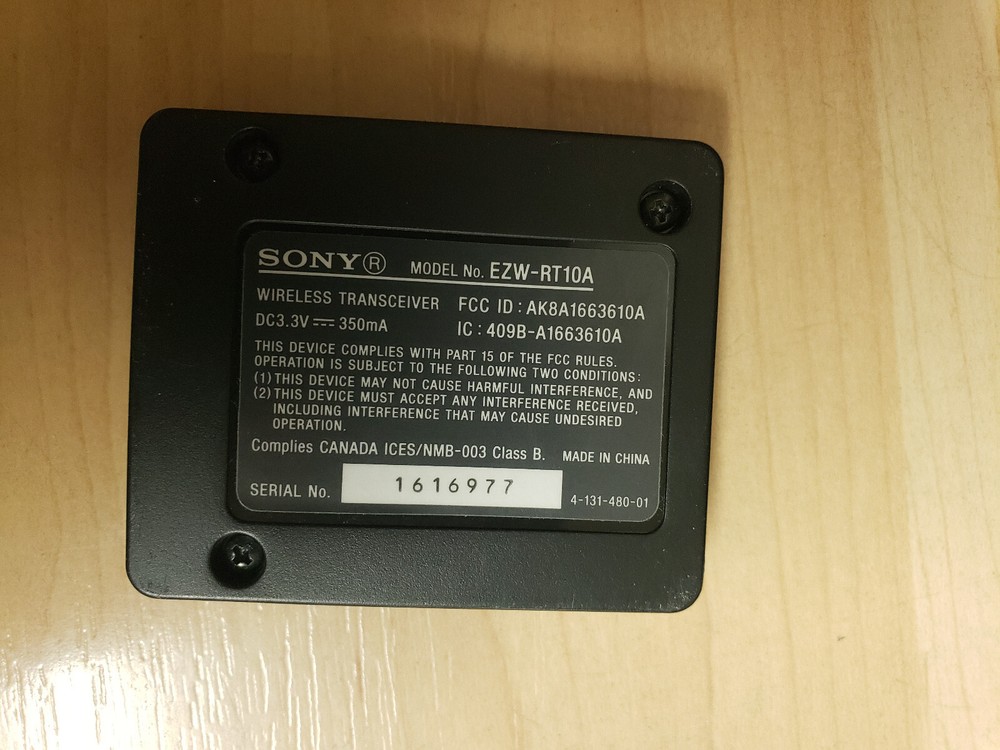 SONY® MODEL No. EZW-RT10A
WIRELESS TRANSCEIVER FCC ID : AK8A1663610A
DC3.3V ⎓ 350mA IC : 409B-A1663610A
THIS DEVICE COMPLIES WITH PART 15 OF THE FCC RULES.
OPERATION IS SUBJECT TO THE FOLLOWING TWO CONDITIONS:
(1) THIS DEVICE MAY NOT CAUSE HARMFUL INTERFERENCE, AND
(2) THIS DEVICE MUST ACCEPT ANY INTERFERENCE RECEIVED,
INCLUDING INTERFERENCE THAT MAY CAUSE UNDESIRED
OPERATION.
Complies CANADA ICES/NMB-003 Class B. MADE IN CHINA
SERIAL No. 1616977 4-131-480-01